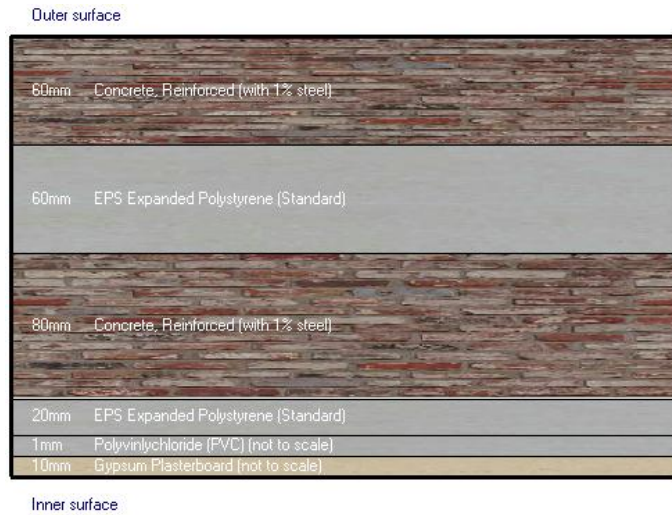 Outer surface
60mm Concrete, Reinforced (with 1% steel)
60mm EPS Expanded Polystyrene (Standard)
80mm Concrete, Reinforced (with 1% steel)
20mm EPS Expanded Polystyrene (Standard)
1mm Polyvinlychloride (PVC) (not to scale)
10mm Gypsum Plasterboard (not to scale)
Inner surface